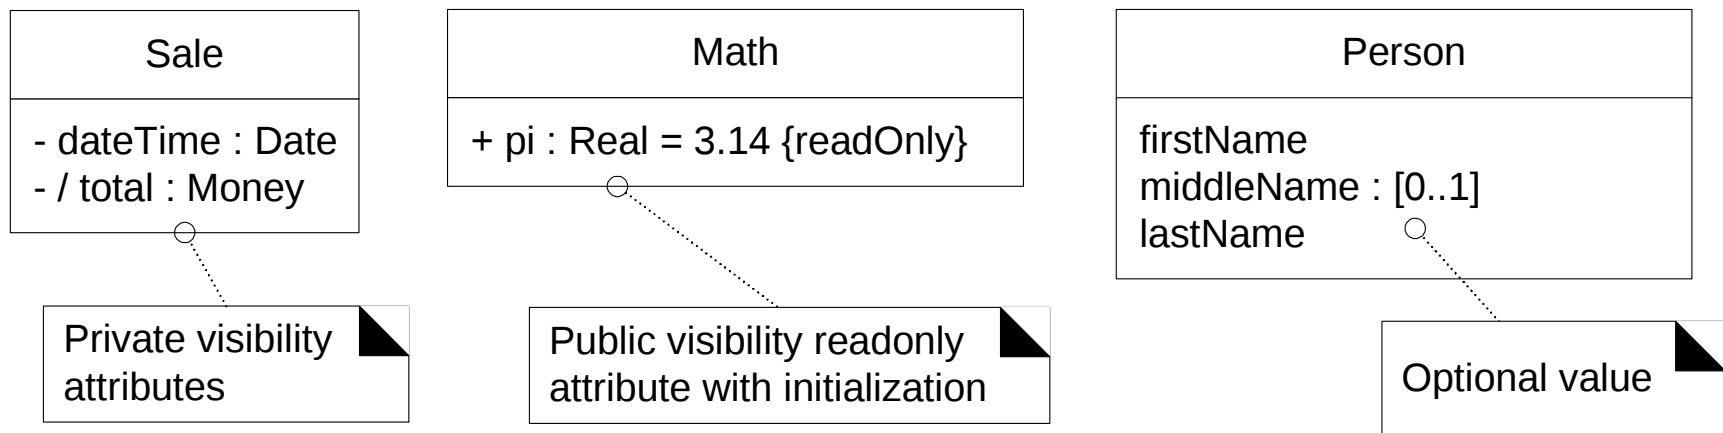 Sale
- dateTime : Date
- / total : Money
Private visibility
attributes
Math
+ pi : Real = 3.14 {readOnly}
Public visibility readonly
attribute with initialization
Person
firstName
middleName : [0..1]
lastName
Optional value